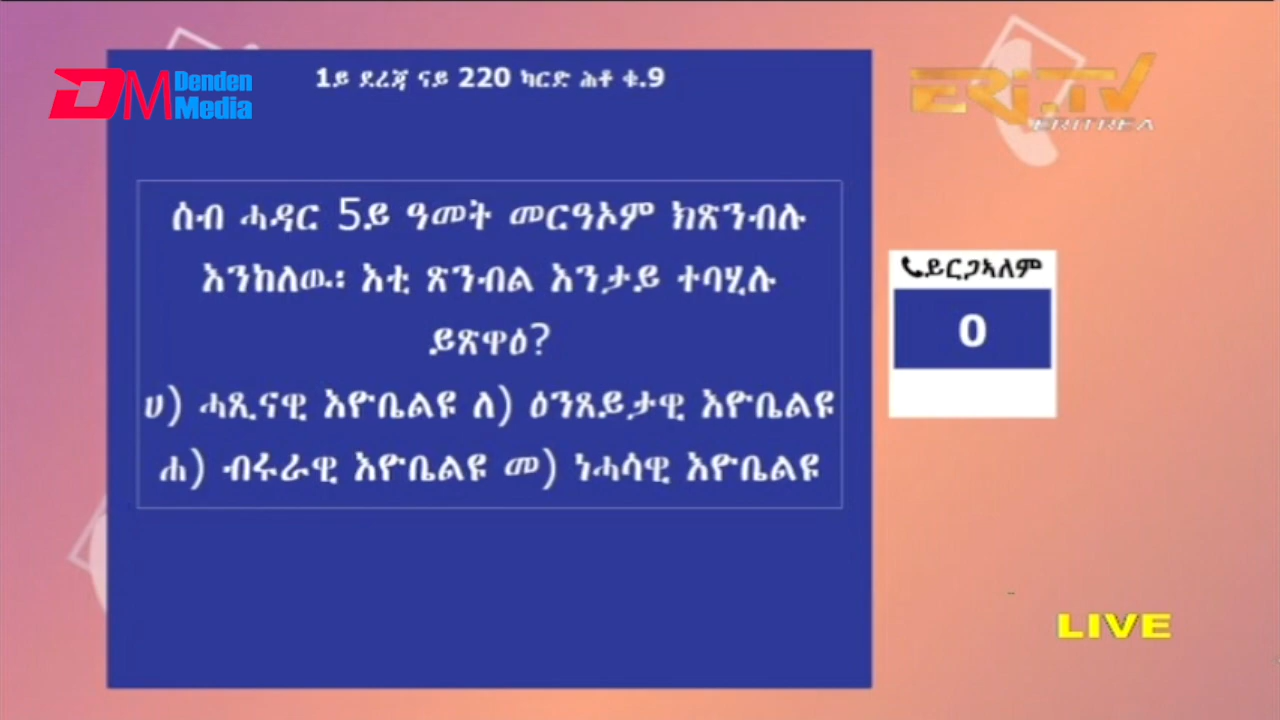 1ይ ደረጃ ናይ 220 ካርድ ሕቶ ቁ.9
DM Denden
Media
ERi.TV
ERITREA
ሰብ ሓዳር 5ይ ዓመት መርዓኦም ክጽንብሉ
እንከለዉ፡ እቲ ጽንብል እንታይ ተባሂሉ
ይጽዋዕ?
ሀ) ሓጺናዊ እዮቤልዩ ለ) ዕንጸይታዊ እዮቤልዩ
ሐ) ብሩራዊ እዮቤልዩ መ) ነሓሳዊ እዮቤልዩ
ይርጋኣለም
0
LIVE